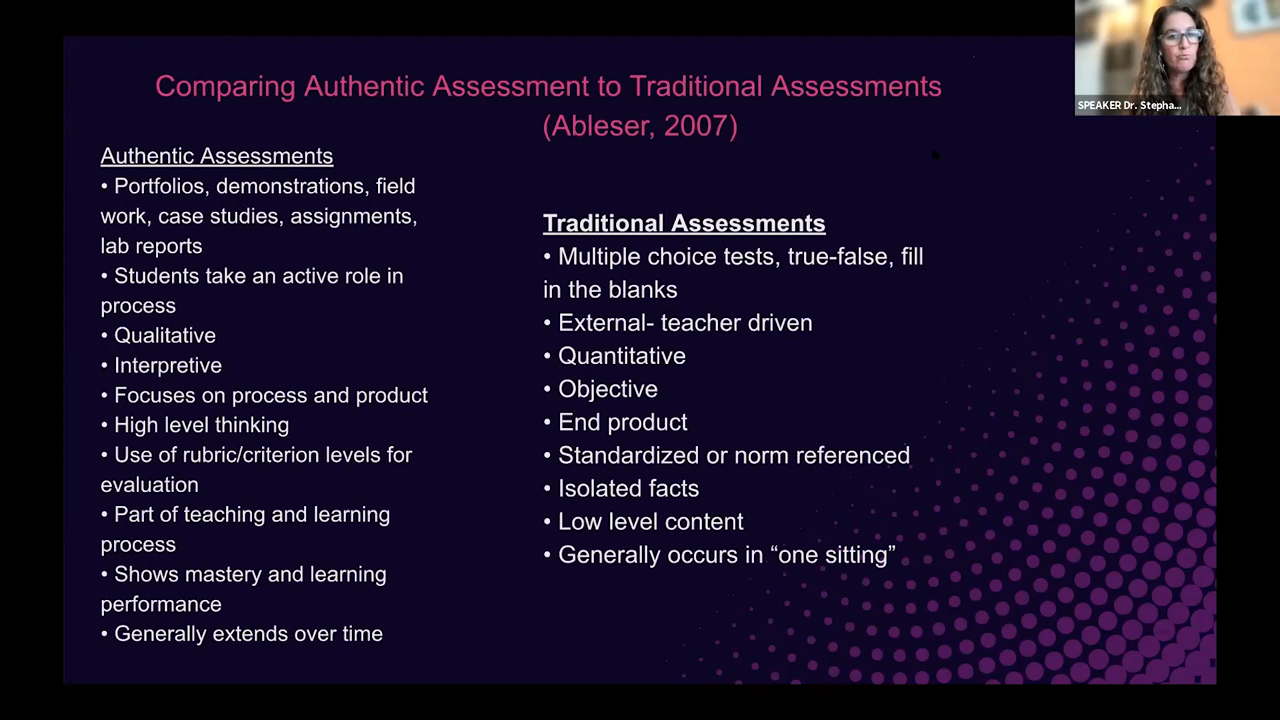 Comparing Authentic Assessment to Traditional Assessments
(Ableser, 2007)
Authentic Assessments
• Portfolios, demonstrations, field
work, case studies, assignments,
lab reports
• Students take an active role in
process
• Qualitative
• Interpretive
• Focuses on process and product
• High level thinking
• Use of rubric/criterion levels for
evaluation
• Part of teaching and learning
process
• Shows mastery and learning
performance
• Generally extends over time
Traditional Assessments
• Multiple choice tests, true-false, fill
in the blanks
• External- teacher driven
• Quantitative
• Objective
• End product
• Standardized or norm referenced
• Isolated facts
• Low level content
• Generally occurs in “one sitting”
SPEAKER Dr. Stepha...